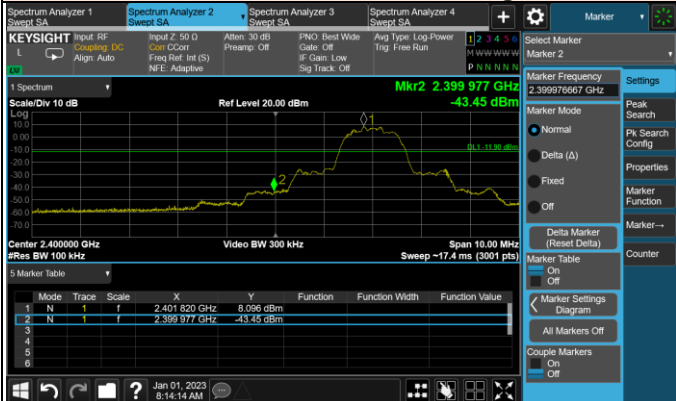 Spectrum Analyzer 1
Swept SA
Spectrum Analyzer 2
Swept SA
Spectrum Analyzer 3
Swept SA
Spectrum Analyzer 4
Swept SA
+
Marker
KEYSIGHT
L
Input: RF
Coupling: DC
Align: Auto
Input Z: 50 Ω
Corr CCorr
Freq Ref: Int (S)
NFE: Adaptive
Atten: 30 dB
Preamp: Off
PNO: Best Wide
Gate: Off
IF Gain: Low
Sig Track: Off
Avg Type: Log-Power
Trig: Free Run
1 2 3 4 5 6
M W W W W W
P N N N N N
Select Marker
Marker 2
1 Spectrum
Mkr2 2.399 977 GHz
-43.45 dBm
Scale/Div 10 dB
Ref Level 20.00 dBm
Log
10.0
0.00
-10.0
-20.0
-30.0
-40.0
-50.0
-60.0
-70.0
1
2
DL1 -11.90 dBm
Center 2.400000 GHz
#Res BW 100 kHz
Video BW 300 kHz
Span 10.00 MHz
Sweep ~17.4 ms (3001 pts)
5 Marker Table
Mode Trace Scale X Y Function Function Width Function Value
1 N 1 f 2.401 820 GHz 8.096 dBm
2 N 1 f 2.399 977 GHz -43.45 dBm
3
4
5
6
Marker Frequency
2.399976667 GHz
Marker Mode
Normal
Delta (Δ)
Fixed
Off
Delta Marker
(Reset Delta)
Marker Table
On
Off
Marker Settings
Diagram
All Markers Off
Couple Markers
On
Off
Settings
Peak
Search
Pk Search
Config
Properties
Marker
Function
Marker→
Counter
?
Jan 01, 2023
8:14:14 AM